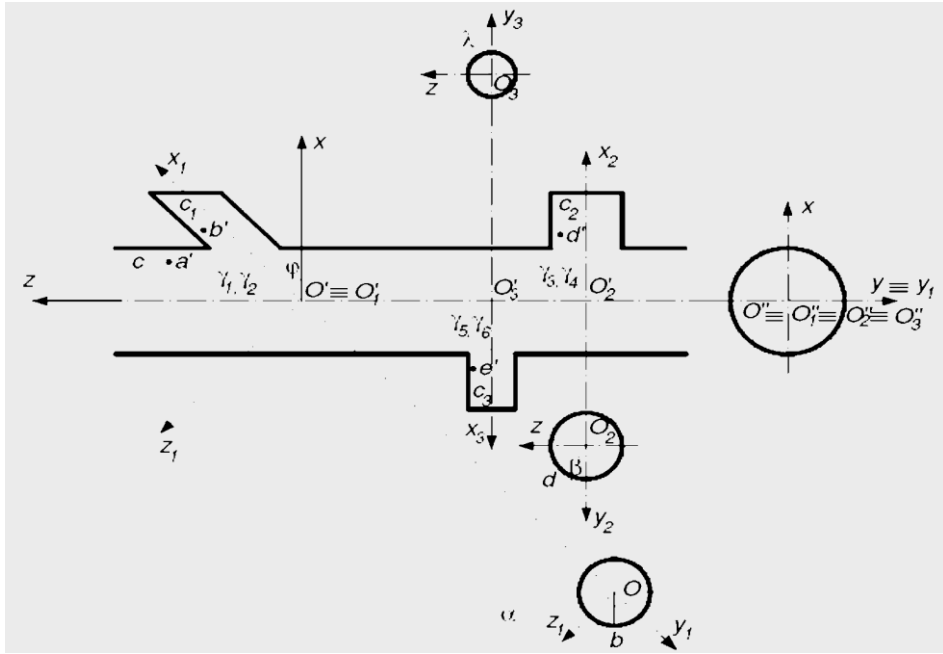 y₃
λ
z O₃
x x₂
x₁
c₁ b' c₂ d'
c a' φ x
γ₁, γ₂ γ₃, γ₄
z O' ≡ O'₁ O'₃ O'₂ y ≡ y₁
O'' ≡ O''₁ ≡ O''₂ ≡ O''₃
γ₅, γ₆
e'
c₃
x₃ z O₂
z₁ d β
y₂
α z₁ O
b y₁